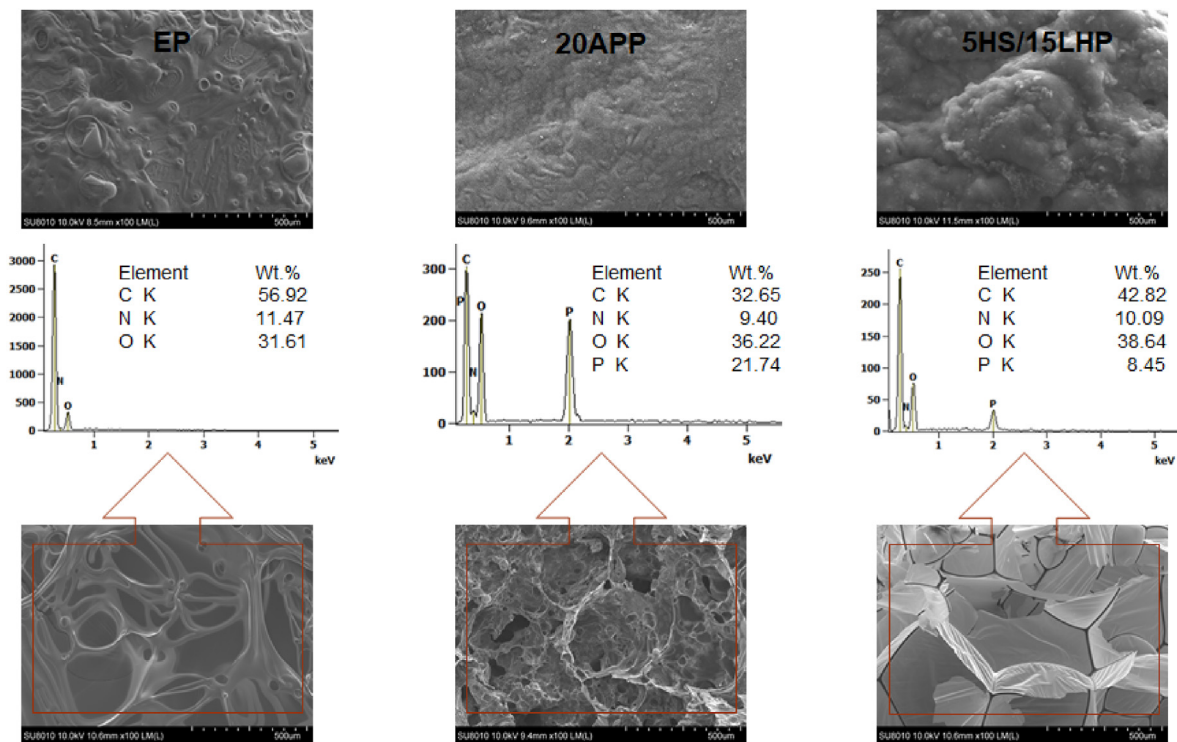 EP
20APP
5HS/15LHP
SU8010 10.0kV 8.5mm x100 LM(L) 500um
SU8010 10.0kV 9.6mm x100 LM(L) 500um
SU8010 10.0kV 11.5mm x100 LM(L) 500um
3000
2500
2000
1500
1000
500
0
C
N
O
1 2 3 4 5
keV
Element Wt.%
C K 56.92
N K 11.47
O K 31.61
300
200
100
0
C
P
O
N
P
1 2 3 4 5
keV
Element Wt.%
C K 32.65
N K 9.40
O K 36.22
P K 21.74
250
200
150
100
50
0
C
N
O
P
1 2 3 4 5
keV
Element Wt.%
C K 42.82
N K 10.09
O K 38.64
P K 8.45
SU8010 10.0kV 10.6mm x100 LM(L) 500um
SU8010 10.0kV 9.4mm x100 LM(L) 500um
SU8010 10.0kV 10.6mm x100 LM(L) 500um